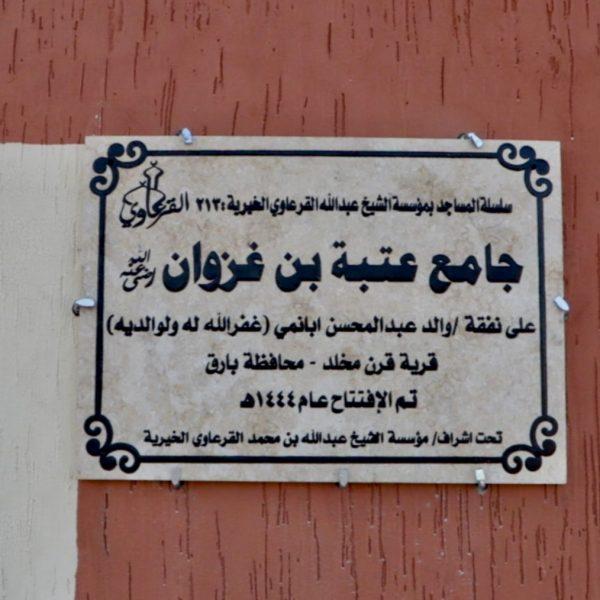 سلسلة المساجد بمؤسسة الشيخ عبدالله القرعاوي الخيرية :٢١٣ القرعاوي
جامع عتبة بن غزوان رضي الله عنه
على نفقة /والد عبدالمحسن ابانمي (غفرالله له ولوالديه)
قرية قرن مخلد - محافظة بارق
تم الإفتتاح عام ١٤٤٤هـ
تحت اشراف/ مؤسسة الشيخ عبدالله بن محمد القرعاوي الخيرية